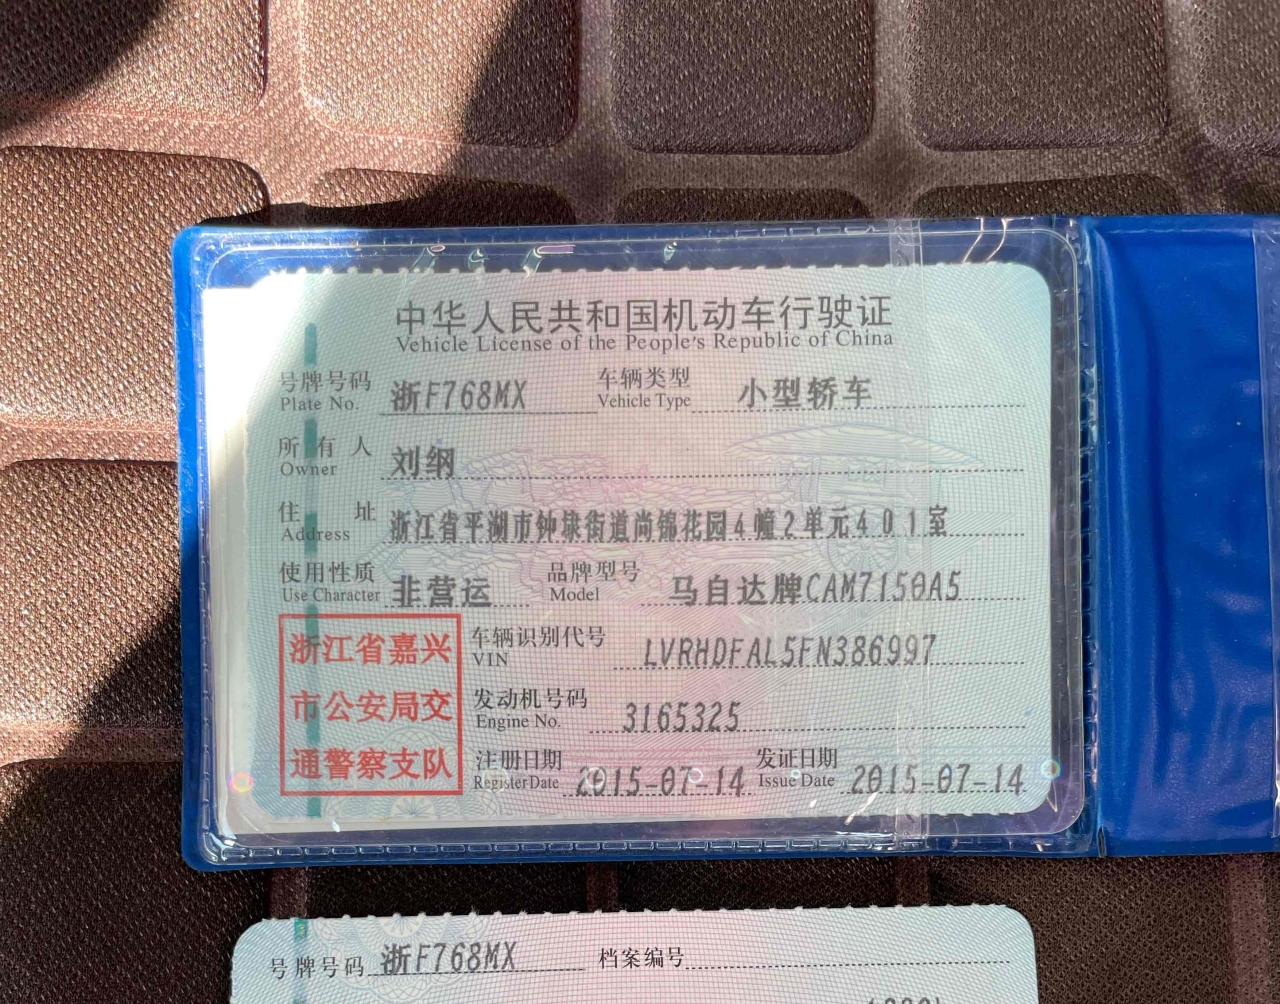 中华人民共和国机动车行驶证
Vehicle License of the People's Republic of China
号牌号码 浙F768MX 车辆类型 小型轿车
Plate No. Vehicle Type
所有人 刘纲
Owner
住址 浙江省平湖市钟埭街道尚锦花园4幢2单元401室
Address
使用性质 非营运 品牌型号 马自达牌CAM7150A5
Use Character Model
浙江省嘉兴
市公安局交
通警察支队
车辆识别代号 LVRHDFAL5FN386997
VIN
发动机号码 3165325
Engine No.
注册日期 2015-07-14 发证日期 2015-07-14
Register Date Issue Date
号牌号码 浙F768MX 档案编号